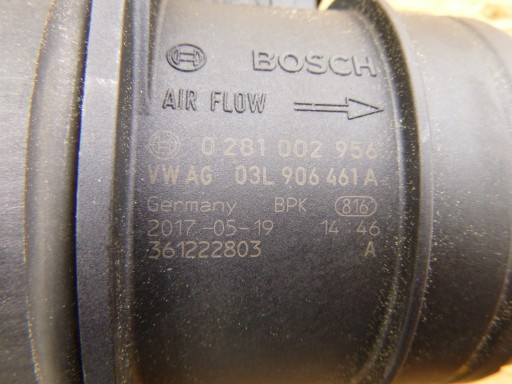 BOSCH
AIR FLOW
0 281 002 956
VW AG 03L 906 461 A
Germany BPK 816
2017-05-19 14 46
361222803 A